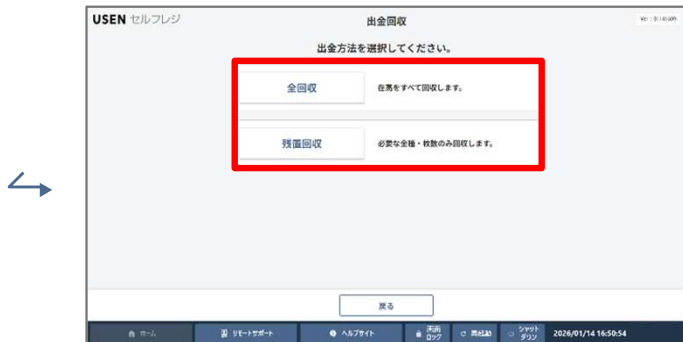 USEN セルフレジ
出金回収
出金方法を選択してください。
全回収
在高をすべて回収します。
残置回収
必要な金種・枚数のみ回収します。
戻る
ホーム
リモートサポート
ヘルプサイト
画面
ロック
再起動
シャット
ダウン
2026/01/14 16:50:54